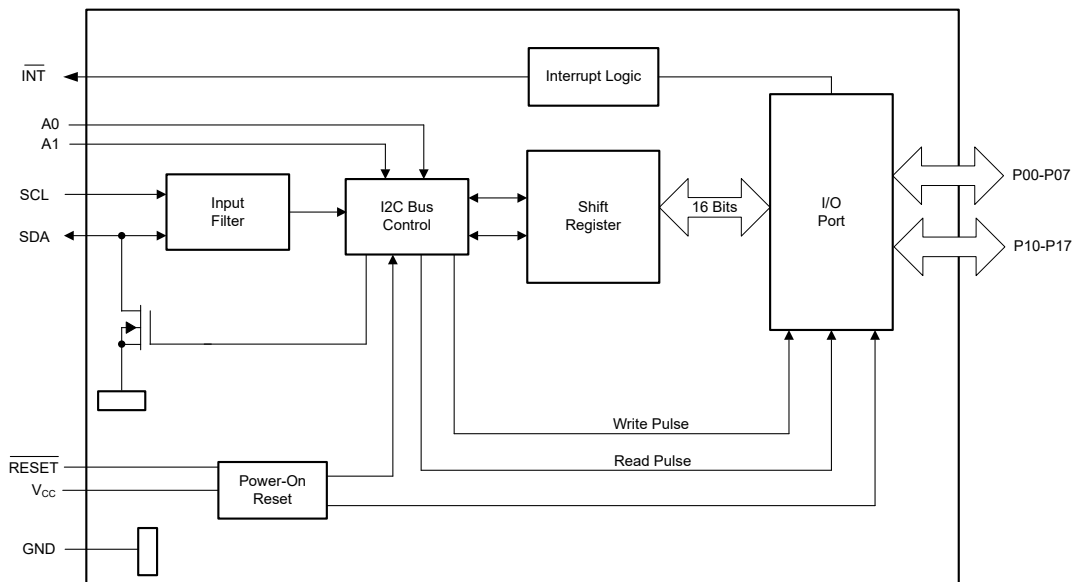 INT
Interrupt Logic
A0
A1
SCL
SDA
Input
Filter
I2C Bus
Control
Shift
Register
16 Bits
I/O
Port
P00-P07
P10-P17
Write Pulse
Read Pulse
RESET
VCC
Power-On
Reset
GND